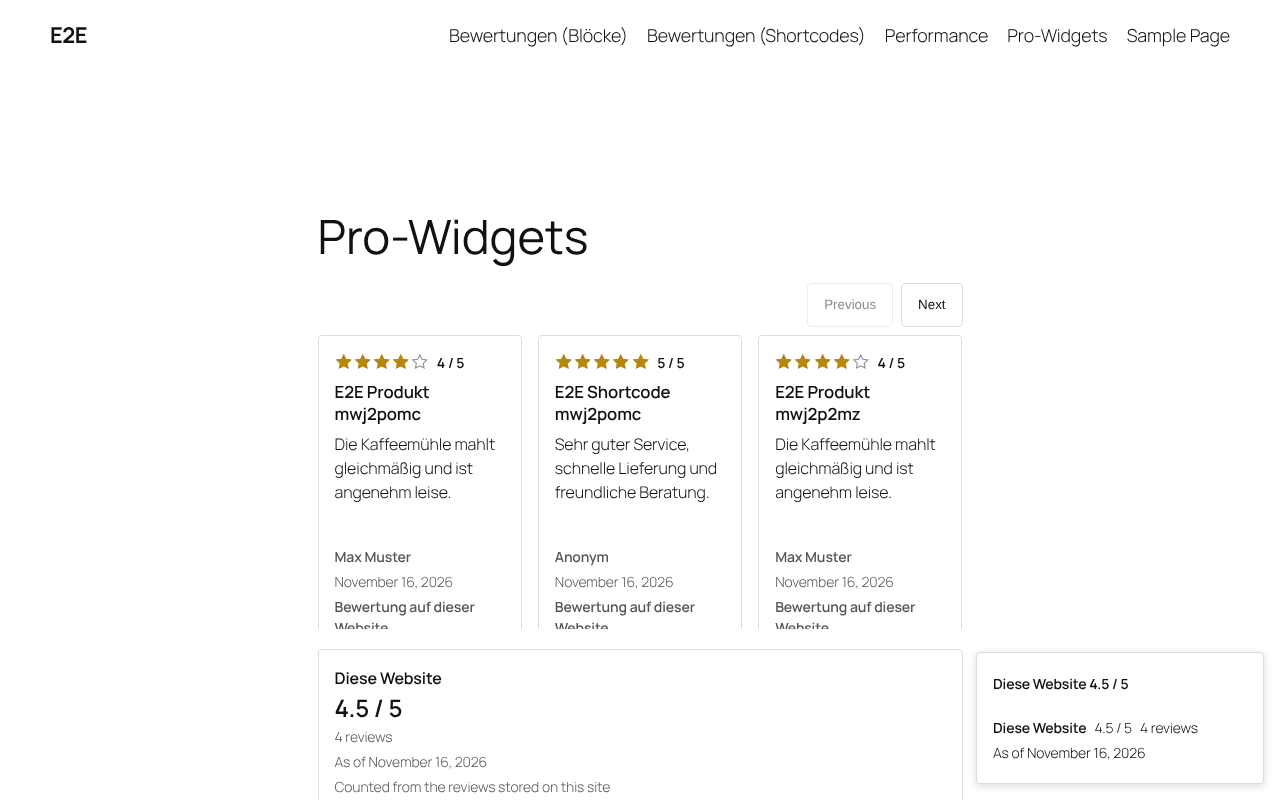 E2E
Bewertungen (Blöcke)
Bewertungen (Shortcodes)
Performance
Pro-Widgets
Sample Page
Pro-Widgets
Previous
Next
4 / 5
E2E Produkt
mwj2pomc
Die Kaffeemühle mahlt
gleichmäßig und ist
angenehm leise.
Max Muster
November 16, 2026
Bewertung auf dieser
Website
5 / 5
E2E Shortcode
mwj2pomc
Sehr guter Service,
schnelle Lieferung und
freundliche Beratung.
Anonym
November 16, 2026
Bewertung auf dieser
Website
4 / 5
E2E Produkt
mwj2p2mz
Die Kaffeemühle mahlt
gleichmäßig und ist
angenehm leise.
Max Muster
November 16, 2026
Bewertung auf dieser
Website
Diese Website
4.5 / 5
4 reviews
As of November 16, 2026
Counted from the reviews stored on this site
Diese Website 4.5 / 5
Diese Website 4.5 / 5 4 reviews
As of November 16, 2026